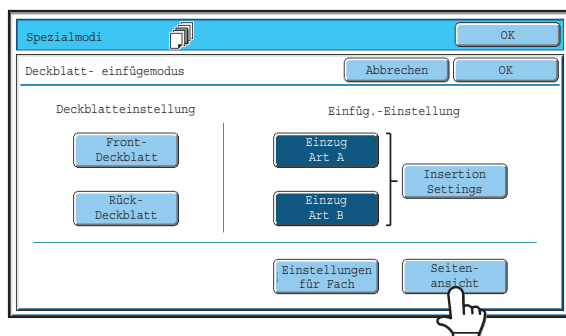 Spezialmodi
OK
Deckblatt- einfügemodus
Abbrechen
OK
Deckblatteinstellung
Einfüg.-Einstellung
Front-
Deckblatt
Einzug
Art A
Insertion
Settings
Rück-
Deckblatt
Einzug
Art B
Einstellungen
für Fach
Seiten-
ansicht